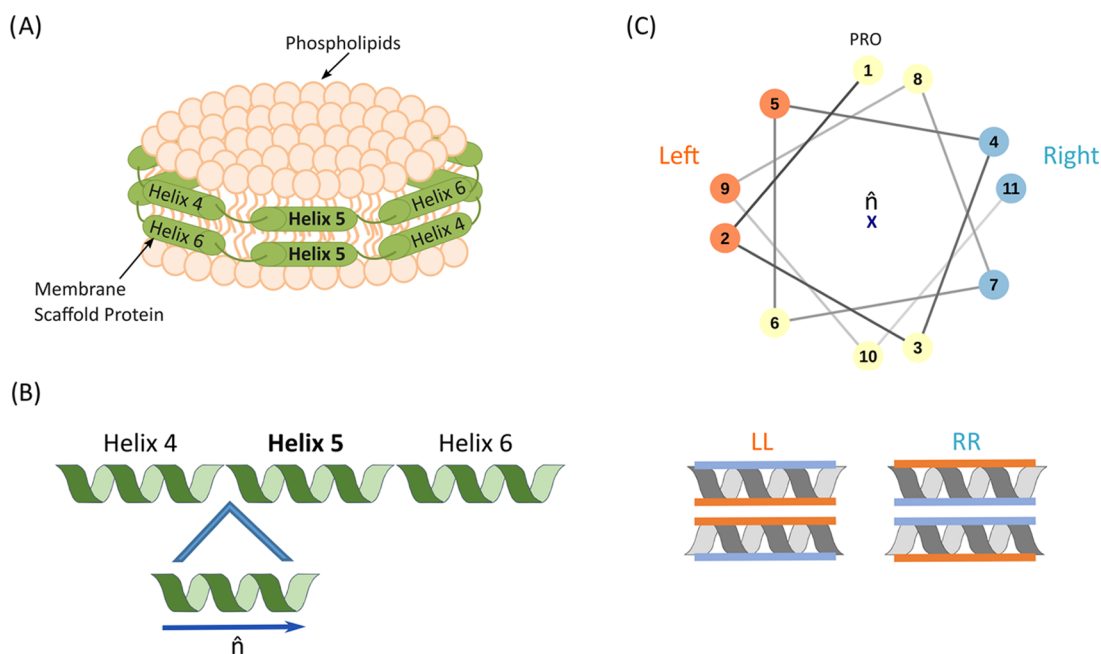 (A)
Phospholipids
Helix 4
Helix 5
Helix 6
Helix 6
Helix 5
Helix 4
Membrane
Scaffold Protein
(B)
Helix 4
Helix 5
Helix 6
n̂
(C)
PRO
1
8
5
4
Left
Right
9
11
n̂
X
2
7
6
3
10
LL
RR